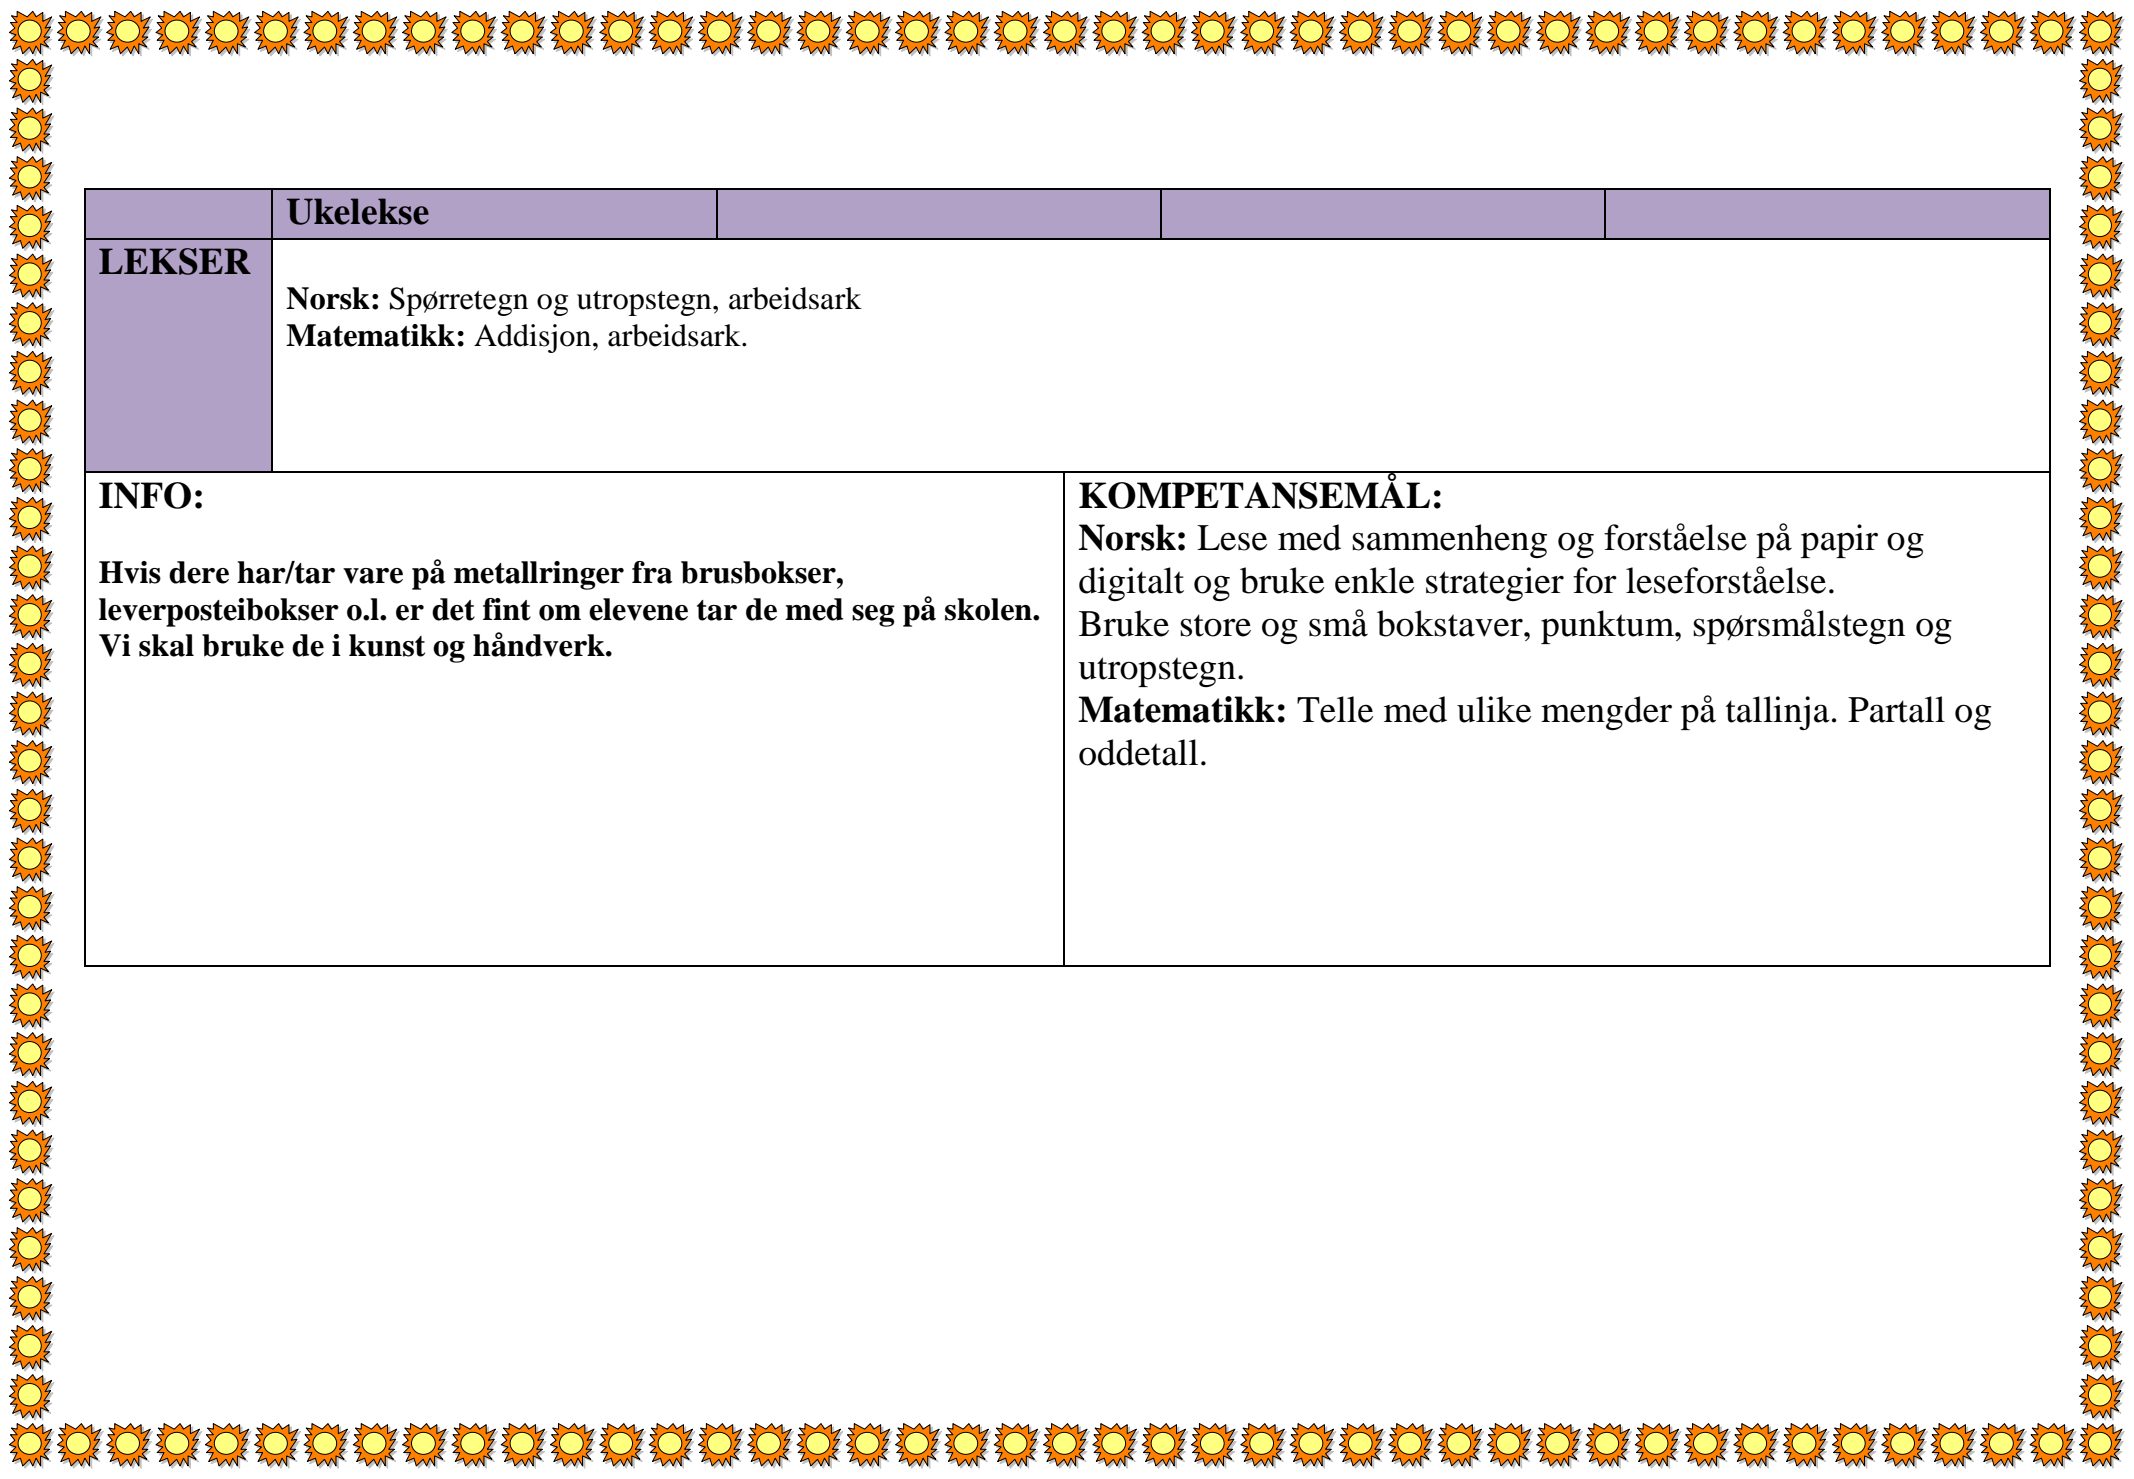 Ukelekse
LEKSER
Norsk: Spørretegn og utropstegn, arbeidsark
Matematikk: Addisjon, arbeidsark.
INFO:
Hvis dere har/tar vare på metallringer fra brusbokser,
leverposteibokser o.l. er det fint om elevene tar de med seg på skolen.
Vi skal bruke de i kunst og håndverk.
KOMPETANSEMÅL:
Norsk: Lese med sammenheng og forståelse på papir og
digitalt og bruke enkle strategier for leseforståelse.
Bruke store og små bokstaver, punktum, spørsmålstegn og
utropstegn.
Matematikk: Telle med ulike mengder på tallinja. Partall og
oddetall.